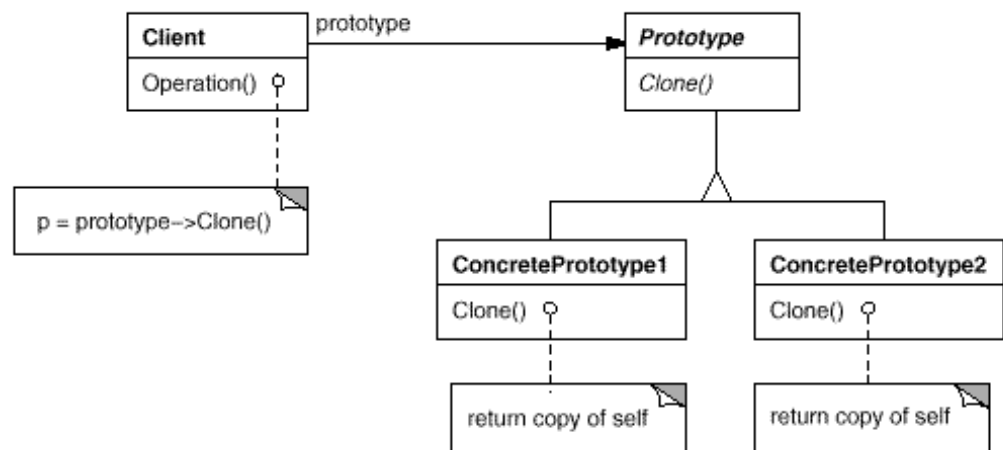 Client
prototype
Prototype
Operation()
Clone()
p = prototype->Clone()
ConcretePrototype1
ConcretePrototype2
Clone()
Clone()
return copy of self
return copy of self